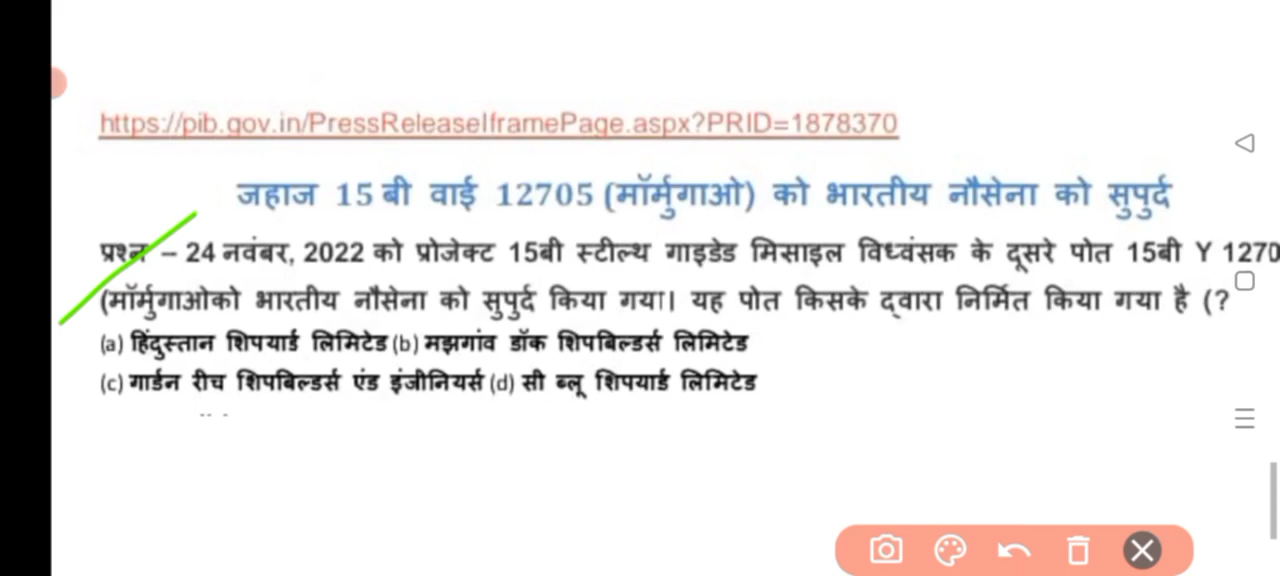 https://pib.gov.in/PressReleaseIframePage.aspx?PRID=1878370
जहाज 15 बी वाई 12705 (मॉर्मुगाओ) को भारतीय नौसेना को सुपुर्द
प्रश्न – 24 नवंबर, 2022 को प्रोजेक्ट 15बी स्टील्थ गाइडेड मिसाइल विध्वंसक के दूसरे पोत 15बी Y 1270
(मॉर्मुगाओको भारतीय नौसेना को सुपुर्द किया गया। यह पोत किसके द्वारा निर्मित किया गया है (?
(a) हिंदुस्तान शिपयार्ड लिमिटेड (b) मझगांव डॉक शिपबिल्डर्स लिमिटेड
(c) गार्डन रीच शिपबिल्डर्स एंड इंजीनियर्स (d) सी ब्लू शिपयार्ड लिमिटेड